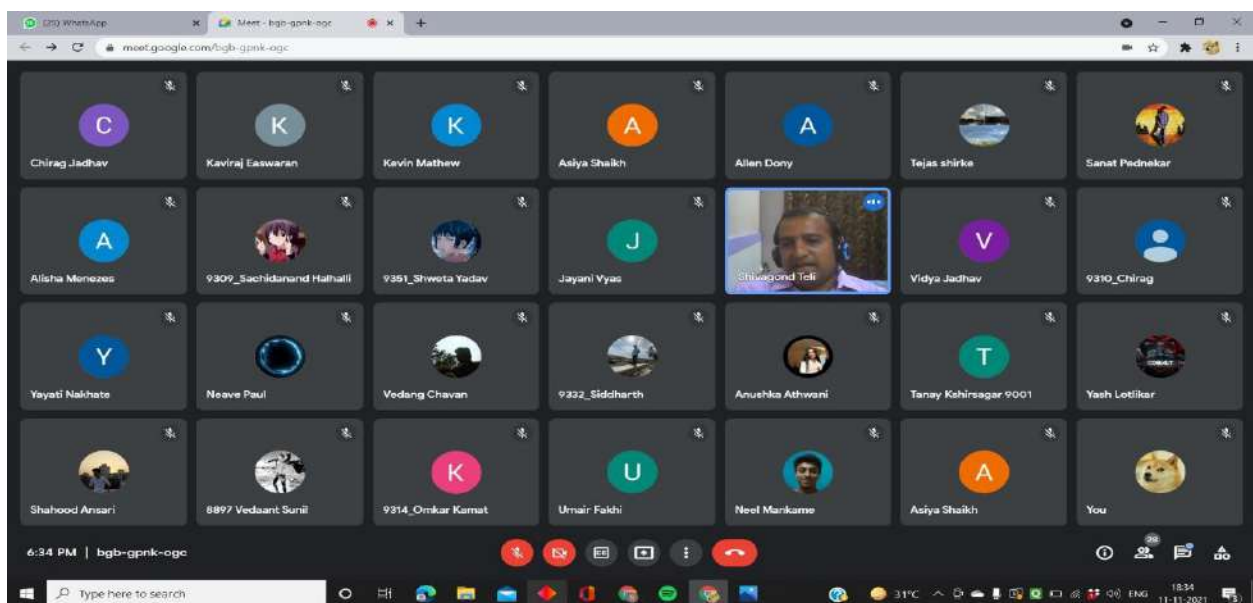 (25) WhatsApp
Meet - bgb-gpnk-ogc
meet.google.com/bgb-gpnk-ogc
C
K
K
A
A
Chirag Jadhav
Kaviraj Easwaran
Kevin Mathew
Asiya Shaikh
Allen Dony
Tejas shirke
Sanat Pednekar
A
J
V
Alisha Menezes
9309_Sachidanand Halhalli
9351_Shweta Yadav
Jayani Vyas
Shivagond Teli
Vidya Jadhav
9310_Chirag
Y
T
Yayati Nakhate
Neave Paul
Vedang Chavan
9332_Siddharth
Anushka Athwani
Tanay Kshirsagar 9001
Yash Lotlikar
K
U
A
Shahood Ansari
8897 Vedaant Sunil
9314_Omkar Kamat
Umair Fakhi
Neel Mankame
Asiya Shaikh
You
6:34 PM | bgb-gpnk-ogc
Type here to search
31°C
ENG
18:34
11-11-2021